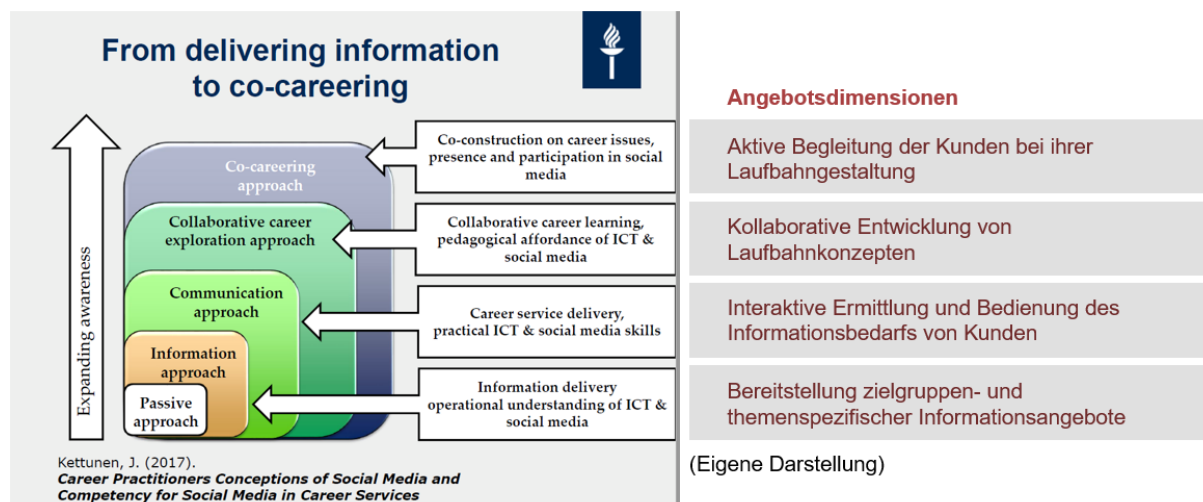 From delivering information
to co-careering
Expanding awareness
Co-careering
approach
Collaborative career
exploration approach
Communication
approach
Information
approach
Passive
approach
Co-construction on career issues,
presence and participation in social
media
Collaborative career learning,
pedagogical affordance of ICT &
social media
Career service delivery,
practical ICT & social media skills
Information delivery
operational understanding of ICT &
social media
Kettunen, J. (2017).
Career Practitioners Conceptions of Social Media and
Competency for Social Media in Career Services
Angebotsdimensionen
Aktive Begleitung der Kunden bei ihrer
Laufbahngestaltung
Kollaborative Entwicklung von
Laufbahnkonzepten
Interaktive Ermittlung und Bedienung des
Informationsbedarfs von Kunden
Bereitstellung zielgruppen- und
themenspezifischer Informationsangebote
(Eigene Darstellung)